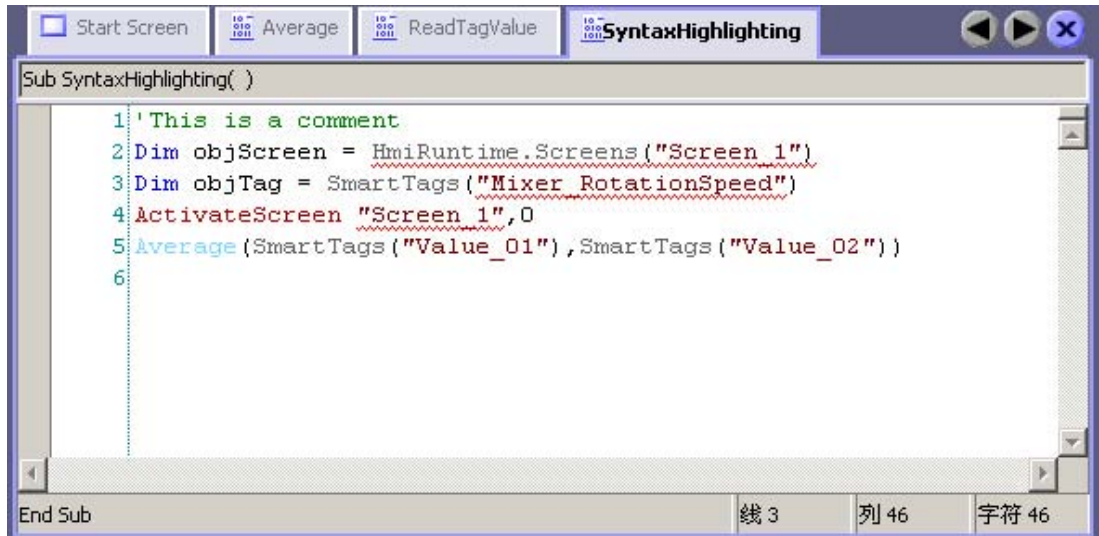 Start Screen Average ReadTagValue SyntaxHighlighting
Sub SyntaxHighlighting( )
1 'This is a comment
2 Dim objScreen = HmiRuntime.Screens("Screen_1")
3 Dim objTag = SmartTags("Mixer_RotationSpeed")
4 ActivateScreen "Screen_1",0
5 Average(SmartTags("Value_01"),SmartTags("Value_02"))
6
End Sub 线 3 列 46 字符 46